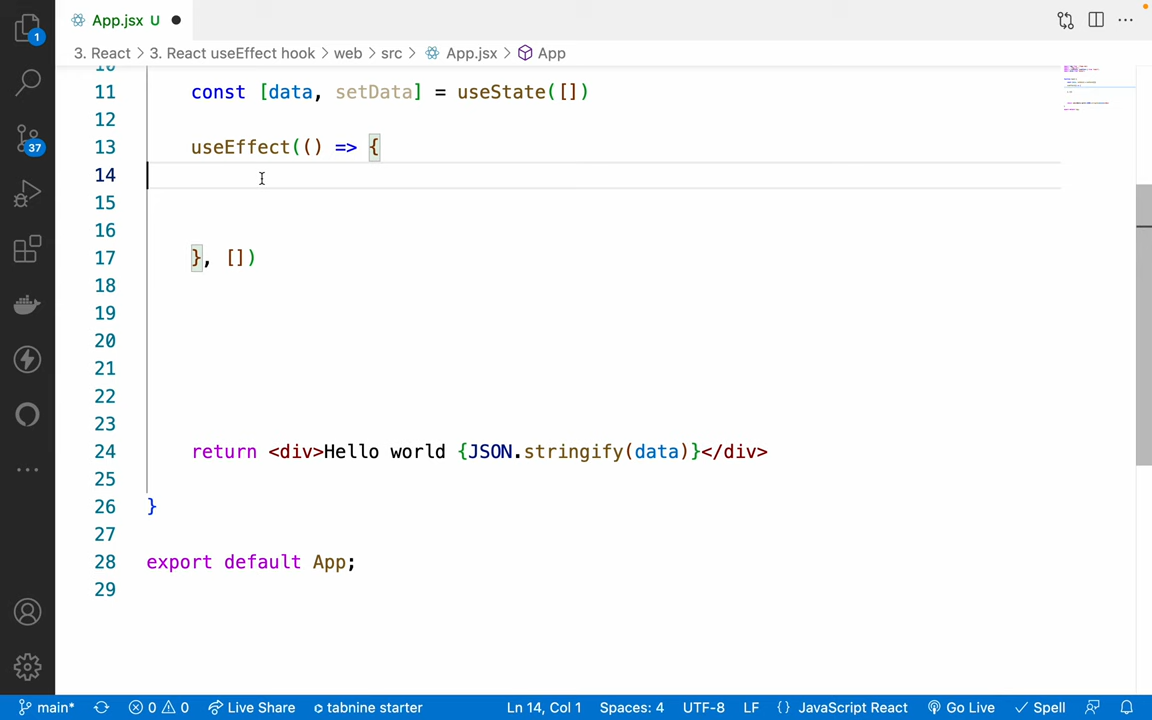 App.jsx U
3. React > 3. React useEffect hook > web > src > App.jsx > App
1
37
10
11 const [data, setData] = useState([])
12
13 useEffect(() => {
14
15
16
17 }, [])
18
19
20
21
22
23
24 return <div>Hello world {JSON.stringify(data)}</div>
25
26 }
27
28 export default App;
29
main* 0 0 Live Share tabnine starter Ln 14, Col 1 Spaces: 4 UTF-8 LF {} JavaScript React Go Live Spell